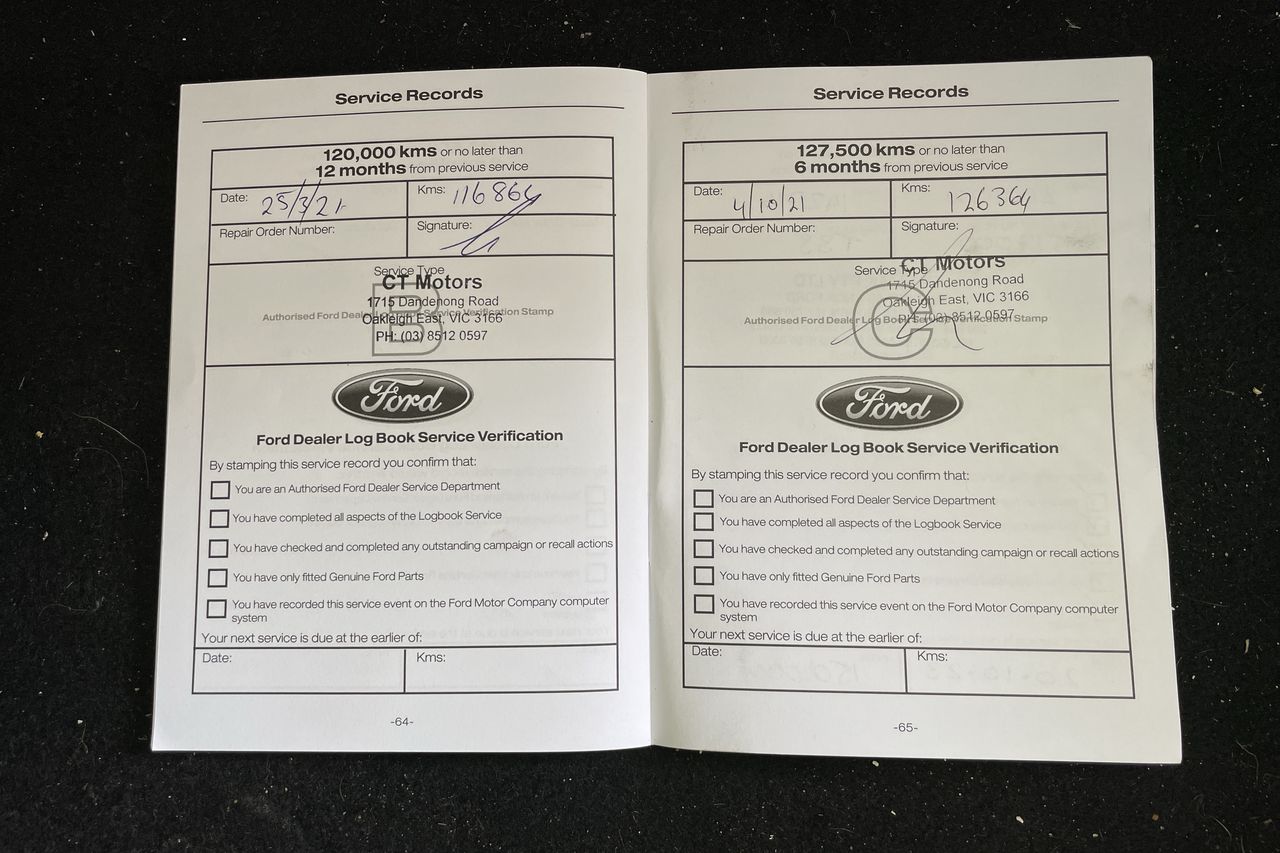 Service Records
120,000 kms or no later than
12 months from previous service
Date: 25/3/21
Kms: 116 864
Repair Order Number:
Signature:
Service Type
B
CT Motors
1715 Dandenong Road
Authorised Ford Dealer Log Book Service Verification Stamp
Oakleigh East, VIC 3166
PH: (03) 8512 0597
Ford
Ford Dealer Log Book Service Verification
By stamping this service record you confirm that:
You are an Authorised Ford Dealer Service Department
You have completed all aspects of the Logbook Service
You have checked and completed any outstanding campaign or recall actions
You have only fitted Genuine Ford Parts
You have recorded this service event on the Ford Motor Company computer
system
Your next service is due at the earlier of:
Date:
Kms:
-64-
Service Records
127,500 kms or no later than
6 months from previous service
Date: 4/10/21
Kms: 126364
Repair Order Number:
Signature:
Service Type
C
CT Motors
1715 Dandenong Road
Oakleigh East, VIC 3166
Authorised Ford Dealer Log Book Service Verification Stamp
PH: (03) 8512 0597
Ford
Ford Dealer Log Book Service Verification
By stamping this service record you confirm that:
You are an Authorised Ford Dealer Service Department
You have completed all aspects of the Logbook Service
You have checked and completed any outstanding campaign or recall actions
You have only fitted Genuine Ford Parts
You have recorded this service event on the Ford Motor Company computer
system
Your next service is due at the earlier of:
Date:
Kms:
-65-